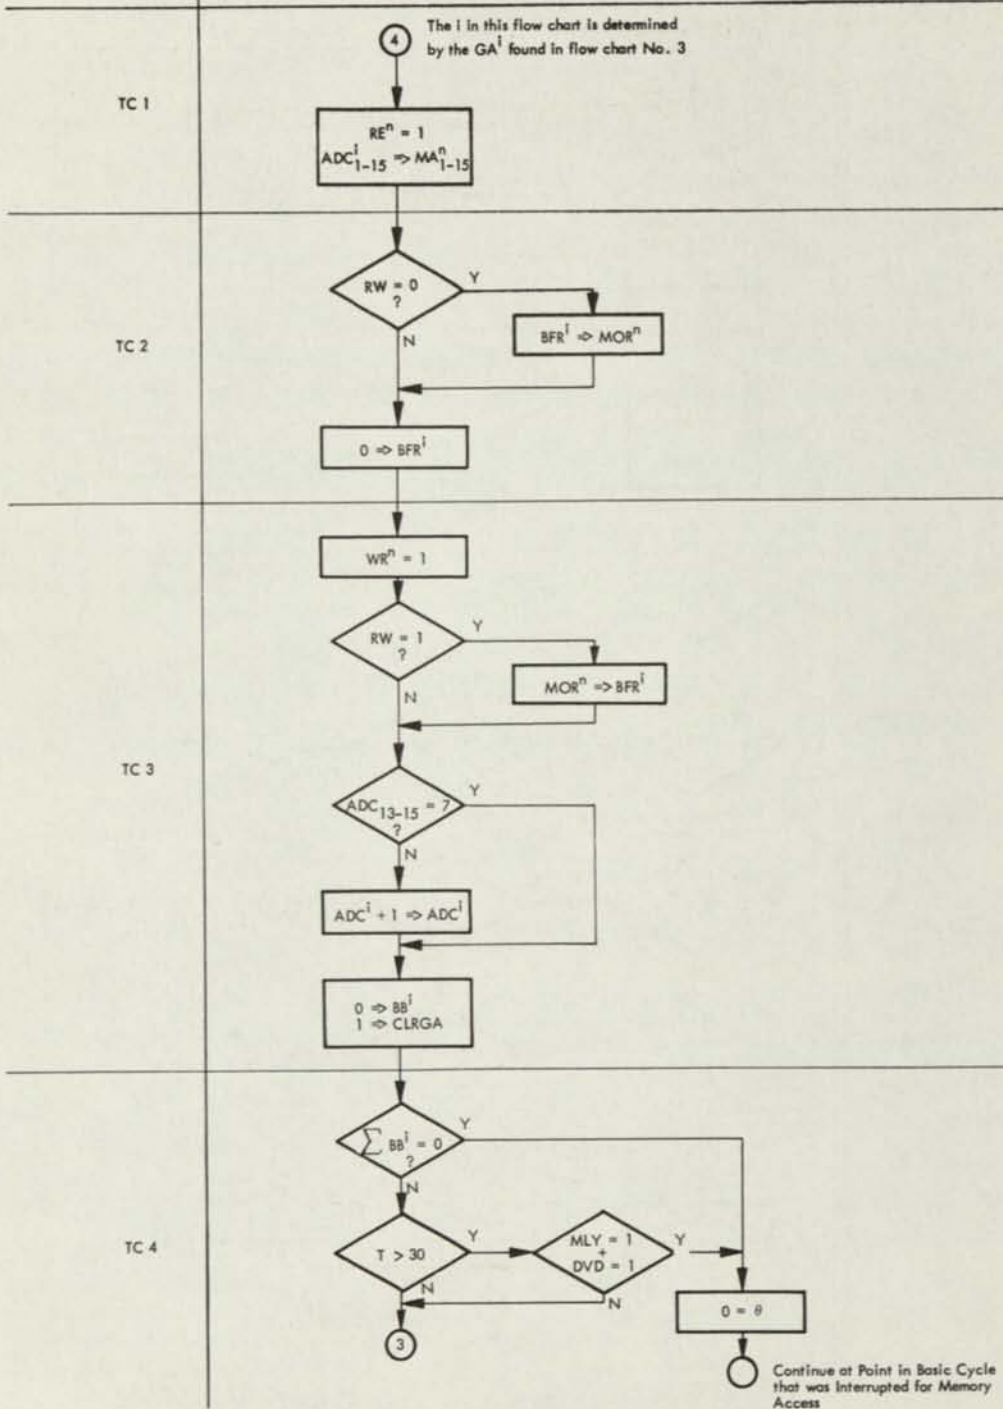 4
The i in this flow chart is determined
by the GA^i found in flow chart No. 3
TC 1
RE^n = 1
ADC^i_1-15 => MA^n_1-15
TC 2
RW = 0
?
Y
N
BFR^i => MOR^n
0 => BFR^i
TC 3
WR^n = 1
RW = 1
?
Y
N
MOR^n => BFR^i
ADC_13-15 = 7
?
Y
N
ADC^i + 1 => ADC^i
0 => BB^i
1 => CLRGA
TC 4
∑ BB^i = 0
?
Y
N
T > 30
Y
N
MLY = 1
+
DVD = 1
Y
N
0 = θ
3
Continue at Point in Basic Cycle
that was Interrupted for Memory
Access